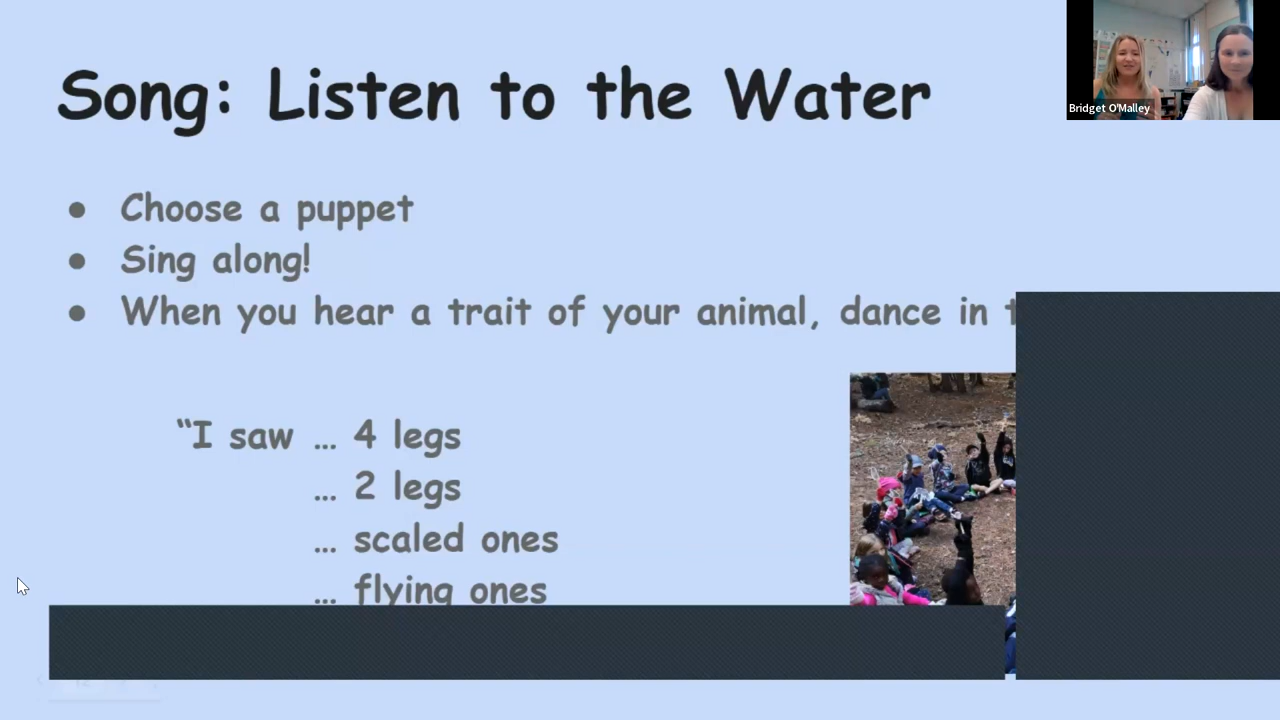 Song: Listen to the Water
Bridget O'Malley
● Choose a puppet
● Sing along!
● When you hear a trait of your animal, dance in
“I saw … 4 legs
… 2 legs
… scaled ones
… flying ones